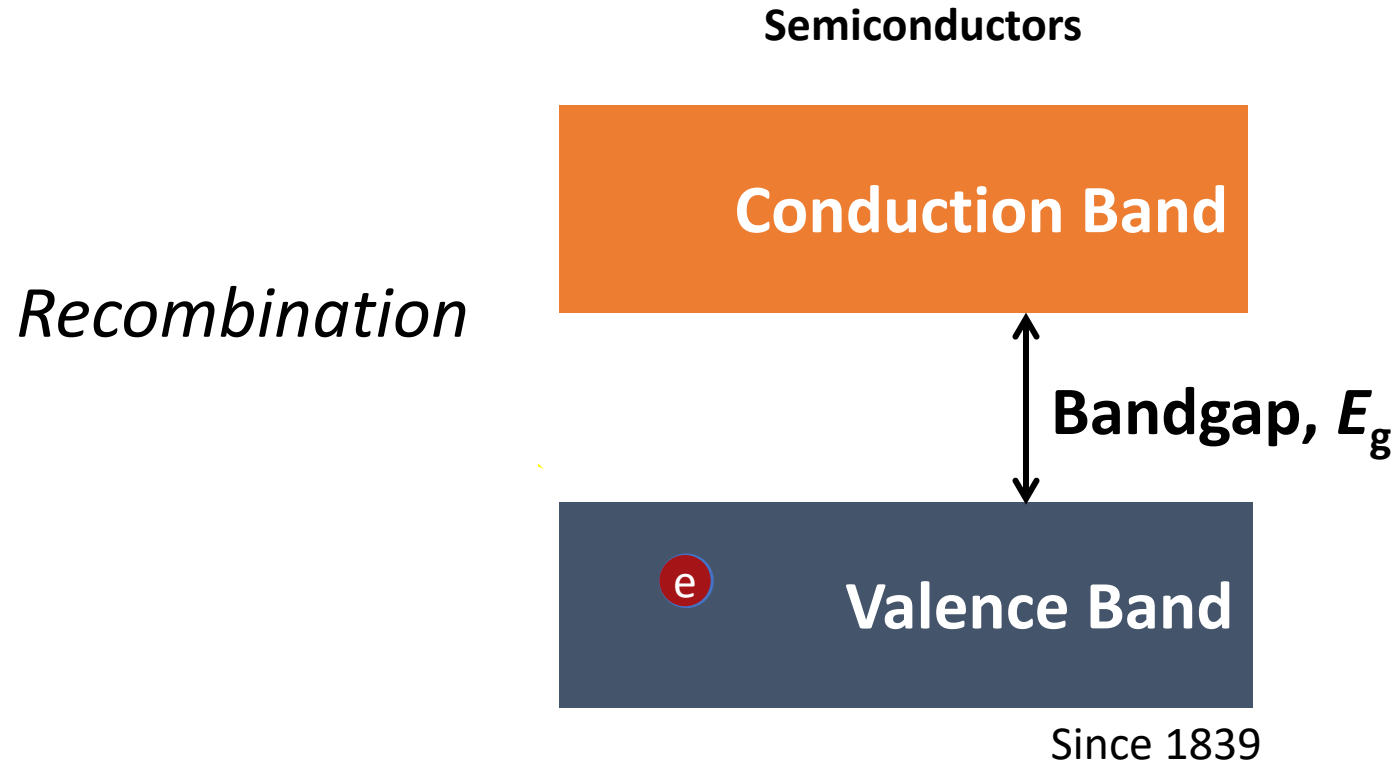 Semiconductors
Conduction Band
Recombination
Bandgap, Eg
e
Valence Band
Since 1839